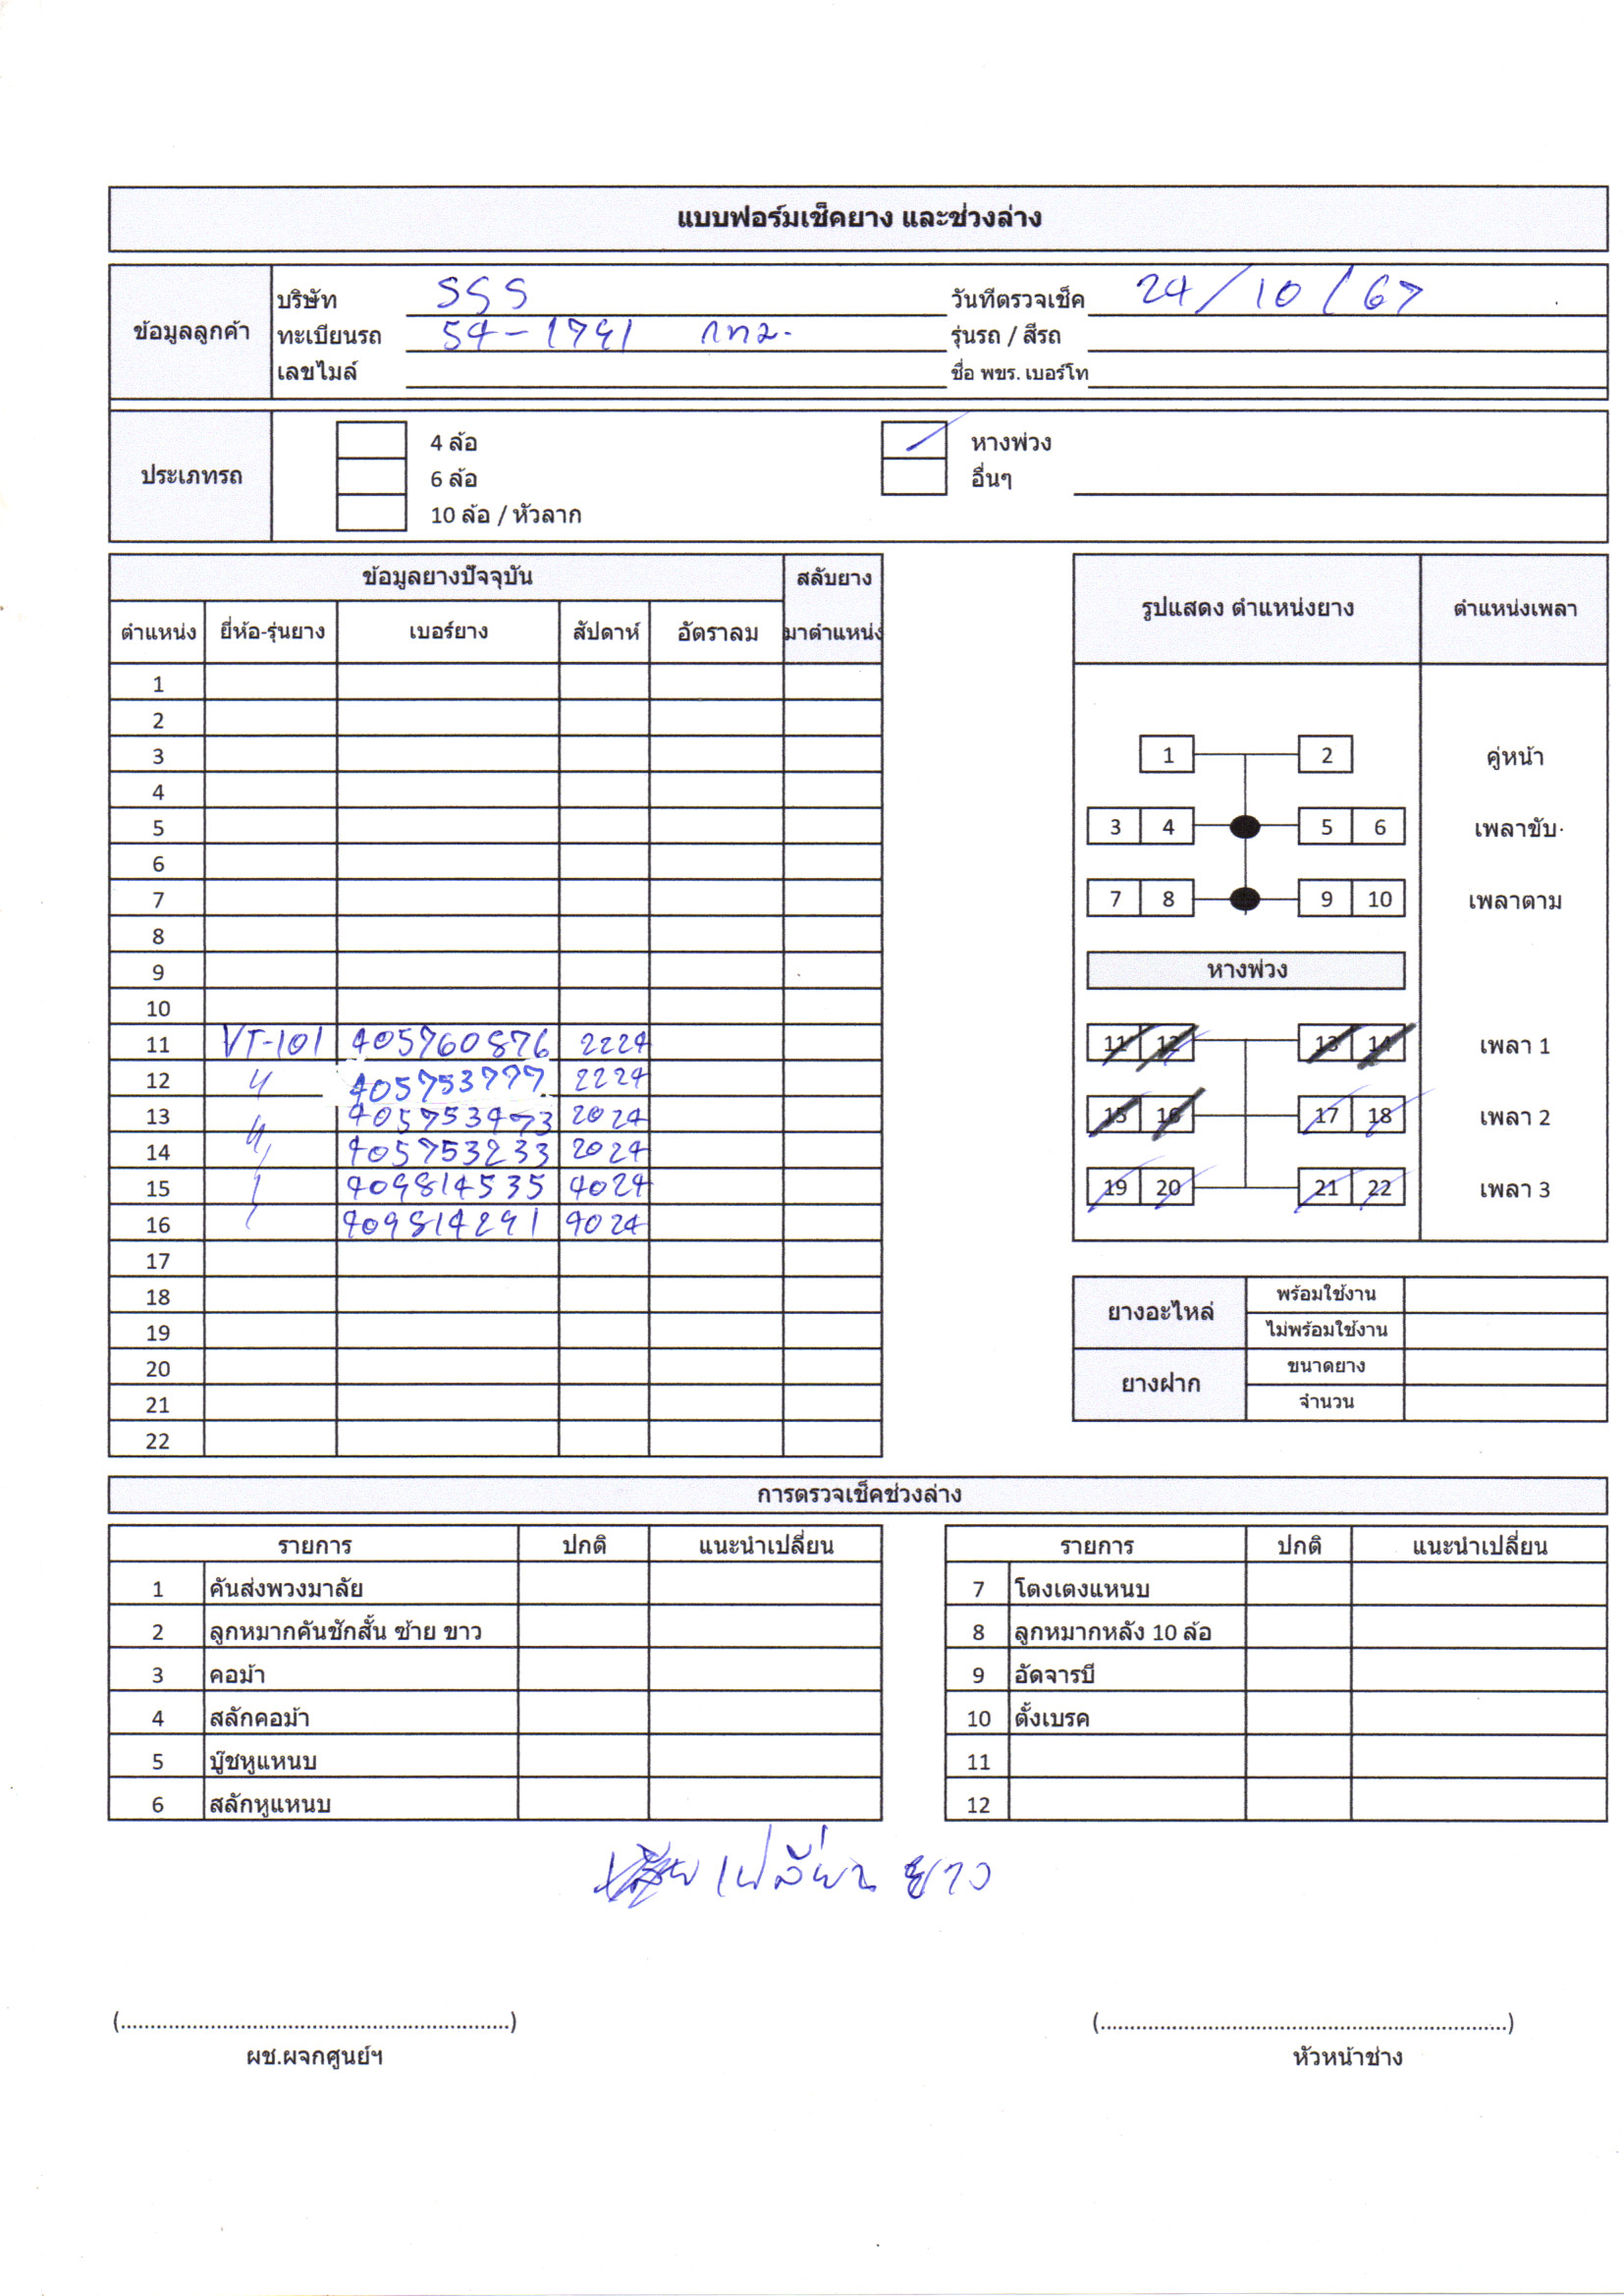 แบบฟอร์มเช็คยาง และช่วงล่าง
ข้อมูลลูกค้า
บริษัท SSS วันที่ตรวจเช็ค 24/10/67
ทะเบียนรถ 54-1791 กทม. รุ่นรถ / สีรถ
เลขไมล์ ชื่อ พขร. เบอร์โท
ประเภทรถ
4 ล้อ หางพ่วง
6 ล้อ อื่นๆ
10 ล้อ / หัวลาก
ข้อมูลยางปัจจุบัน สลับยาง
ตำแหน่ง ยี่ห้อ-รุ่นยาง เบอร์ยาง สัปดาห์ อัตราลม มาตำแหน่ง
1
2
3
4
5
6
7
8
9
10
11 VT-101 405760876 2224
12 " 405753777 2224
13 " 405753473 2024
14 405753233 2024
15 409814535 4024
16 409814291 4024
17
18
19
20
21
22
รูปแสดง ตำแหน่งยาง ตำแหน่งเพลา
1 2 คู่หน้า
3 4 5 6 เพลาขับ
7 8 9 10 เพลาตาม
หางพ่วง
11 12 13 14 เพลา 1
15 16 17 18 เพลา 2
19 20 21 22 เพลา 3
ยางอะไหล่ พร้อมใช้งาน
ไม่พร้อมใช้งาน
ยางฝาก ขนาดยาง
จำนวน
การตรวจเช็คช่วงล่าง
รายการ ปกติ แนะนำเปลี่ยน
1 คันส่งพวงมาลัย
2 ลูกหมากคันชักสั้น ซ้าย ขาว
3 คอม้า
4 สลักคอม้า
5 บู๊ชหูแหนบ
6 สลักหูแหนบ
รายการ ปกติ แนะนำเปลี่ยน
7 โตงเตงแหนบ
8 ลูกหมากหลัง 10 ล้อ
9 อัดจารบี
10 ตั้งเบรค
11
12
เปลี่ยน ยาง
(................................................................) (...................................................................)
ผช.ผจกศูนย์ฯ หัวหน้าช่าง